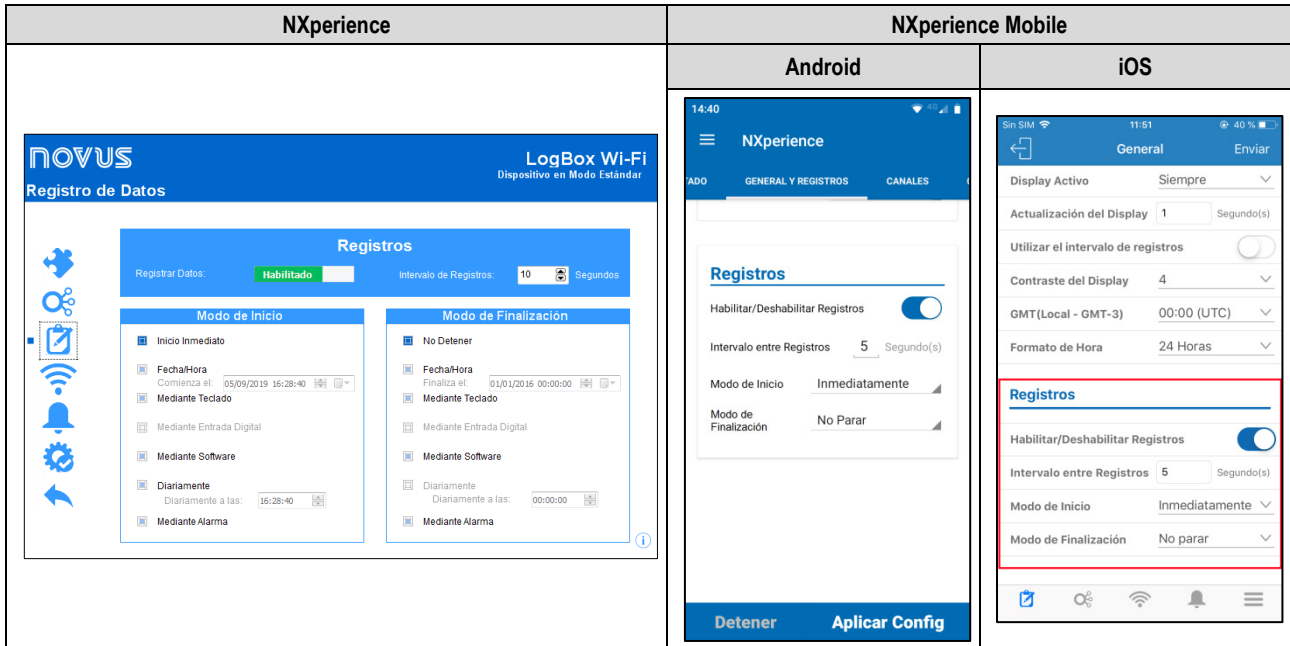 NXperience
NXperience Mobile
Android
iOS
NOVUS
LogBox Wi-Fi
Dispositivo en Modo Estándar
Registro de Datos
Registros
Registrar Datos: Habilitado Intervalo de Registros: 10 Segundos
Modo de Inicio
Inicio Inmediato
Fecha/Hora
Comienza el: 05/09/2019 16:28:40
Mediante Teclado
Mediante Entrada Digital
Mediante Software
Diariamente
Diariamente a las: 16:28:40
Mediante Alarma
Modo de Finalización
No Detener
Fecha/Hora
Finaliza el: 01/01/2016 00:00:00
Mediante Teclado
Mediante Entrada Digital
Mediante Software
Diariamente
Diariamente a las: 00:00:00
Mediante Alarma
14:40 4G
NXperience
TADO GENERAL Y REGISTROS CANALES
Registros
Habilitar/Deshabilitar Registros
Intervalo entre Registros 5 Segundo(s)
Modo de Inicio Inmediatamente
Modo de
Finalización No Parar
Detener Aplicar Config
Sin SIM 11:51 40 %
General Enviar
Display Activo Siempre
Actualización del Display 1 Segundo(s)
Utilizar el intervalo de registros
Contraste del Display 4
GMT(Local - GMT-3) 00:00 (UTC)
Formato de Hora 24 Horas
Registros
Habilitar/Deshabilitar Registros
Intervalo entre Registros 5 Segundo(s)
Modo de Inicio Inmediatamente
Modo de Finalización No parar